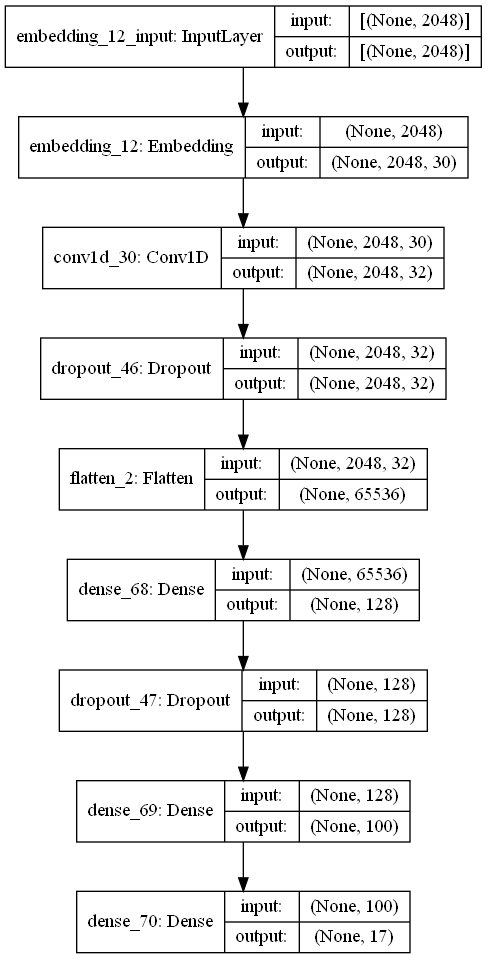 embedding_12_input: InputLayer
input: [(None, 2048)]
output: [(None, 2048)]
embedding_12: Embedding
input: (None, 2048)
output: (None, 2048, 30)
conv1d_30: Conv1D
input: (None, 2048, 30)
output: (None, 2048, 32)
dropout_46: Dropout
input: (None, 2048, 32)
output: (None, 2048, 32)
flatten_2: Flatten
input: (None, 2048, 32)
output: (None, 65536)
dense_68: Dense
input: (None, 65536)
output: (None, 128)
dropout_47: Dropout
input: (None, 128)
output: (None, 128)
dense_69: Dense
input: (None, 128)
output: (None, 100)
dense_70: Dense
input: (None, 100)
output: (None, 17)